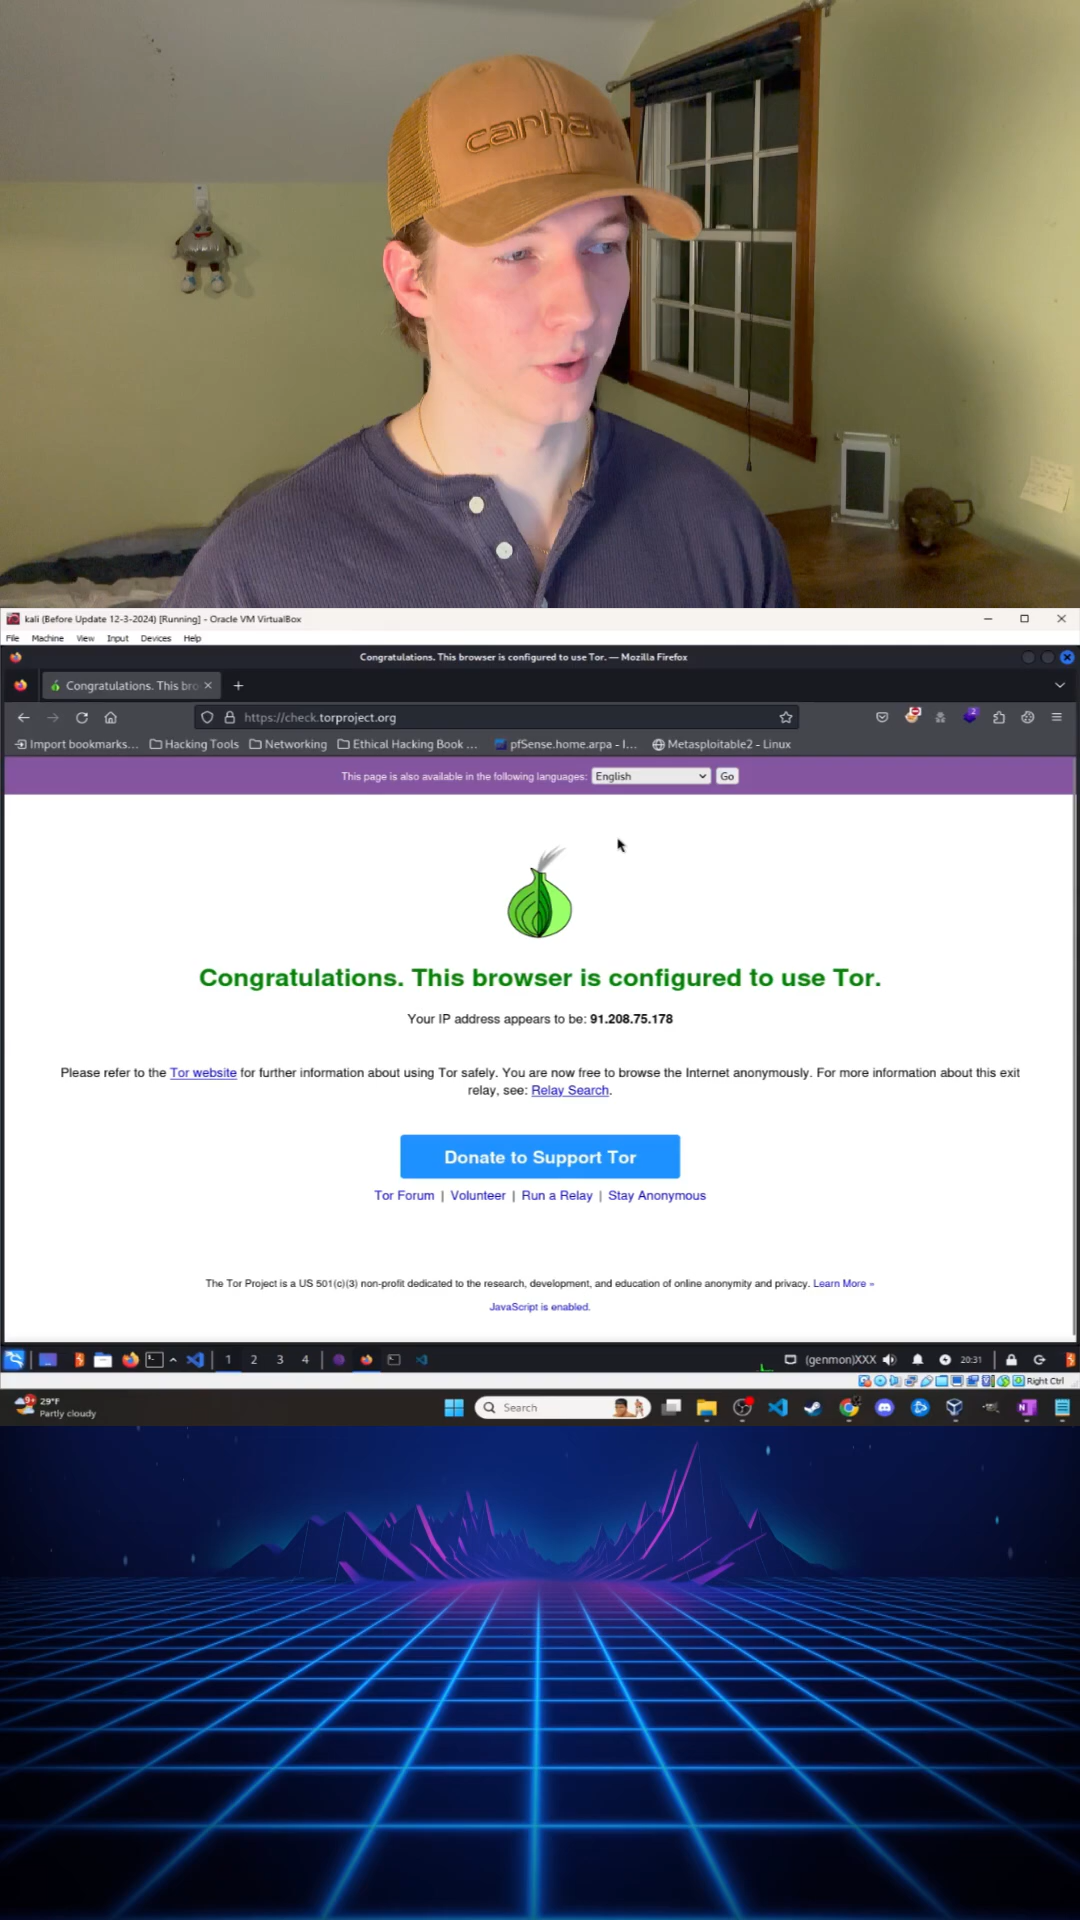 carhartt
kali (Before Update 12-3-2024) [Running] - Oracle VM VirtualBox
File Machine View Input Devices Help
Congratulations. This browser is configured to use Tor. — Mozilla Firefox
Congratulations. This bro
https://check.torproject.org
Import bookmarks... Hacking Tools Networking Ethical Hacking Book ... pfSense.home.arpa - I... Metasploitable2 - Linux
This page is also available in the following languages: English Go
Congratulations. This browser is configured to use Tor.
Your IP address appears to be: 91.208.75.178
Please refer to the Tor website for further information about using Tor safely. You are now free to browse the Internet anonymously. For more information about this exit
relay, see: Relay Search.
Donate to Support Tor
Tor Forum | Volunteer | Run a Relay | Stay Anonymous
The Tor Project is a US 501(c)(3) non-profit dedicated to the research, development, and education of online anonymity and privacy. Learn More »
JavaScript is enabled.
1 2 3 4 (genmon)XXX 20:31
Right Ctrl
29°F
Partly cloudy
Search